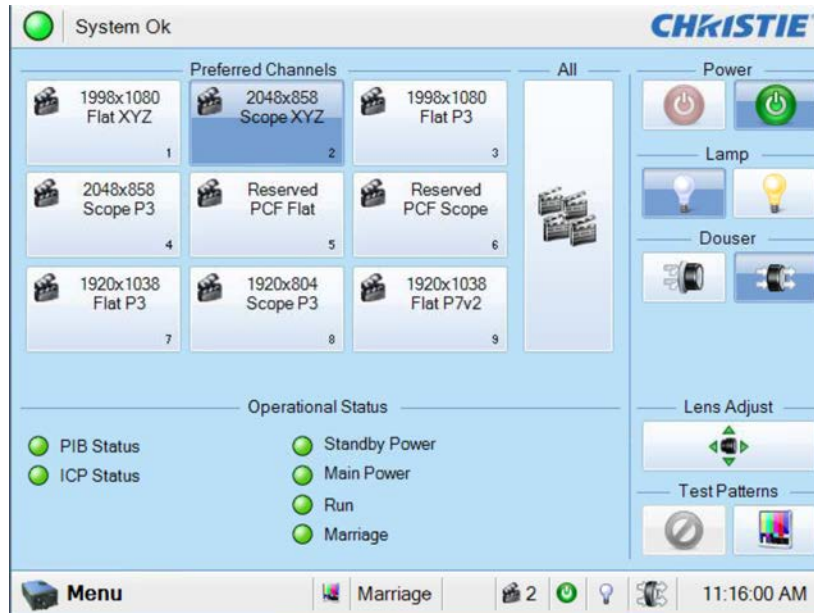 System Ok
CHRISTIE
Preferred Channels
All
Power
1998x1080
Flat XYZ
1
2048x858
Scope XYZ
2
1998x1080
Flat P3
3
2048x858
Scope P3
4
Reserved
PCF Flat
5
Reserved
PCF Scope
6
1920x1038
Flat P3
7
1920x804
Scope P3
8
1920x1038
Flat P7v2
9
Lamp
Douser
Operational Status
PIB Status
ICP Status
Standby Power
Main Power
Run
Marriage
Lens Adjust
Test Patterns
Menu
Marriage
2
11:16:00 AM